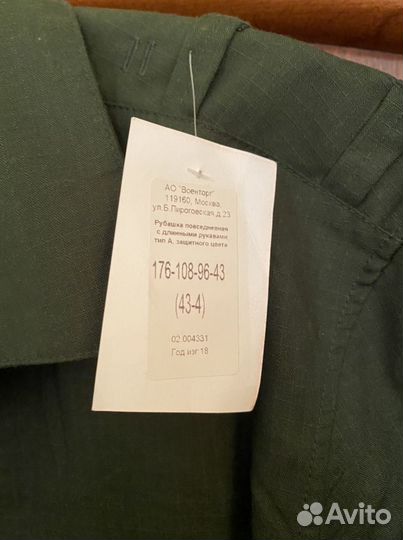 АО "Военторг"
119160, Москва,
ул.Б.Пироговская,д.23
Рубашка повседневная
с длинными рукавами,
тип А, защитного цвета
176-108-96-43
(43-4)
02.004331
Год изг.18
Avito